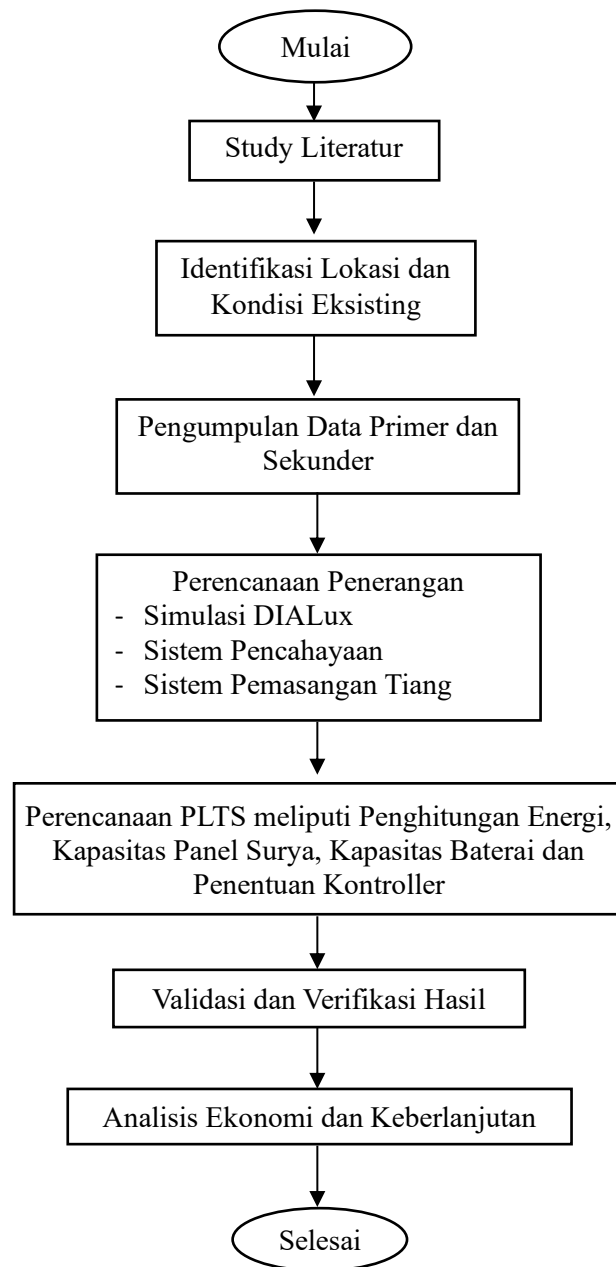 Mulai
Study Literatur
Identifikasi Lokasi dan
Kondisi Eksisting
Pengumpulan Data Primer dan
Sekunder
Perencanaan Penerangan
- Simulasi DIALux
- Sistem Pencahayaan
- Sistem Pemasangan Tiang
Perencanaan PLTS meliputi Penghitungan Energi,
Kapasitas Panel Surya, Kapasitas Baterai dan
Penentuan Kontroller
Validasi dan Verifikasi Hasil
Analisis Ekonomi dan Keberlanjutan
Selesai